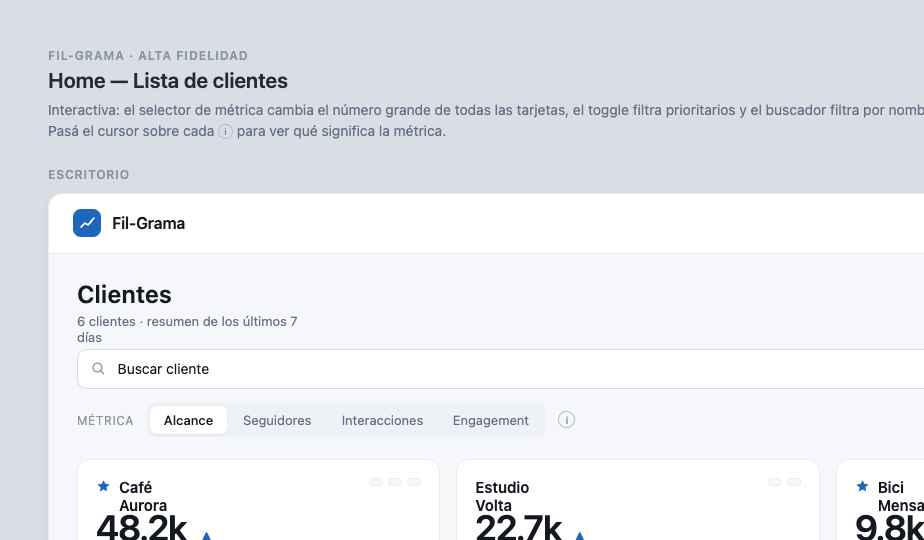 FIL-GRAMA · ALTA FIDELIDAD
Home — Lista de clientes
Interactiva: el selector de métrica cambia el número grande de todas las tarjetas, el toggle filtra prioritarios y el buscador filtra por nomb
Pasá el cursor sobre cada ⓘ para ver qué significa la métrica.
ESCRITORIO
Fil-Grama
Clientes
6 clientes · resumen de los últimos 7
días
Buscar cliente
MÉTRICA Alcance Seguidores Interacciones Engagement ⓘ
Café
Aurora
48.2k
Estudio
Volta
22.7k
Bici
Mensa
9.8k